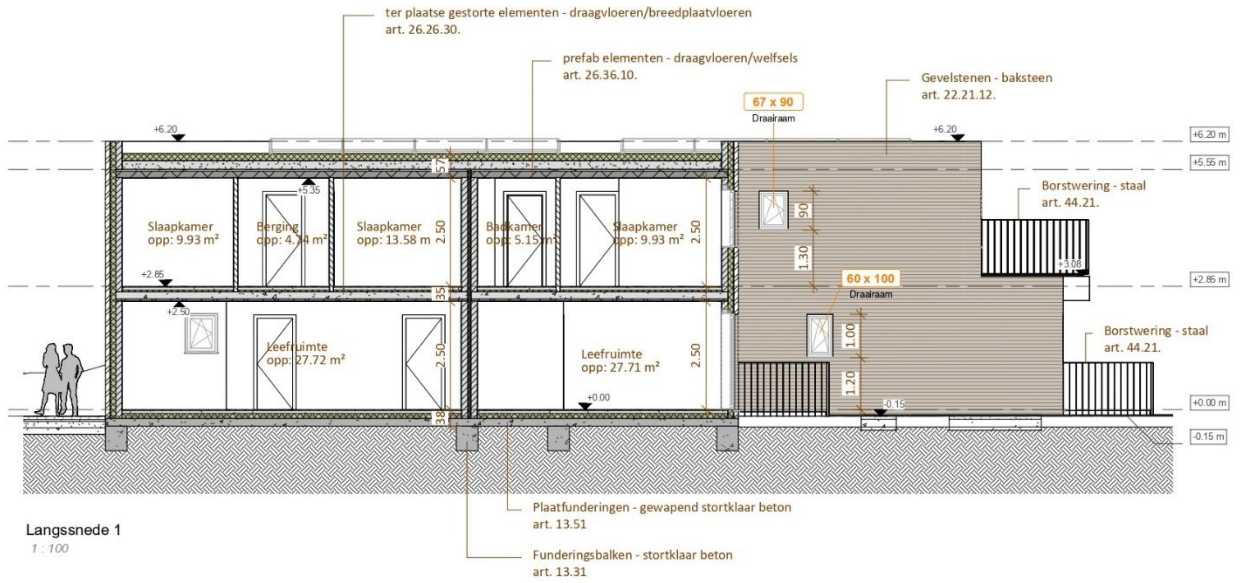 ter plaatse gestorte elementen - draagvloeren/breedplaatvloeren
art. 26.26.30.
prefab elementen - draagvloeren/welfsels
art. 26.36.10.
Gevelstenen - baksteen
art. 22.21.12.
67 x 90
Draairaam
+6.20
+6.20
+6.20 m
57
+5.55 m
+5.35
Borstwering - staal
art. 44.21.
Slaapkamer
opp: 9.93 m²
Berging
opp: 4.74 m²
Slaapkamer
opp: 13.58 m
2.50
Badkamer
opp: 5.15 m²
Slaapkamer
opp: 9.93 m²
2.50
90
1.30
+3.08
+2.85
+2.85 m
60 x 100
Draairaam
35
+2.50
1.00
Borstwering - staal
art. 44.21.
Leefruimte
opp: 27.72 m²
2.50
Leefruimte
opp: 27.71 m²
2.50
1.20
+0.00
-0.15
+0.00 m
38
-0.15 m
Plaatfunderingen - gewapend stortklaar beton
art. 13.51
Langssnede 1
1 : 100
Funderingsbalken - stortklaar beton
art. 13.31